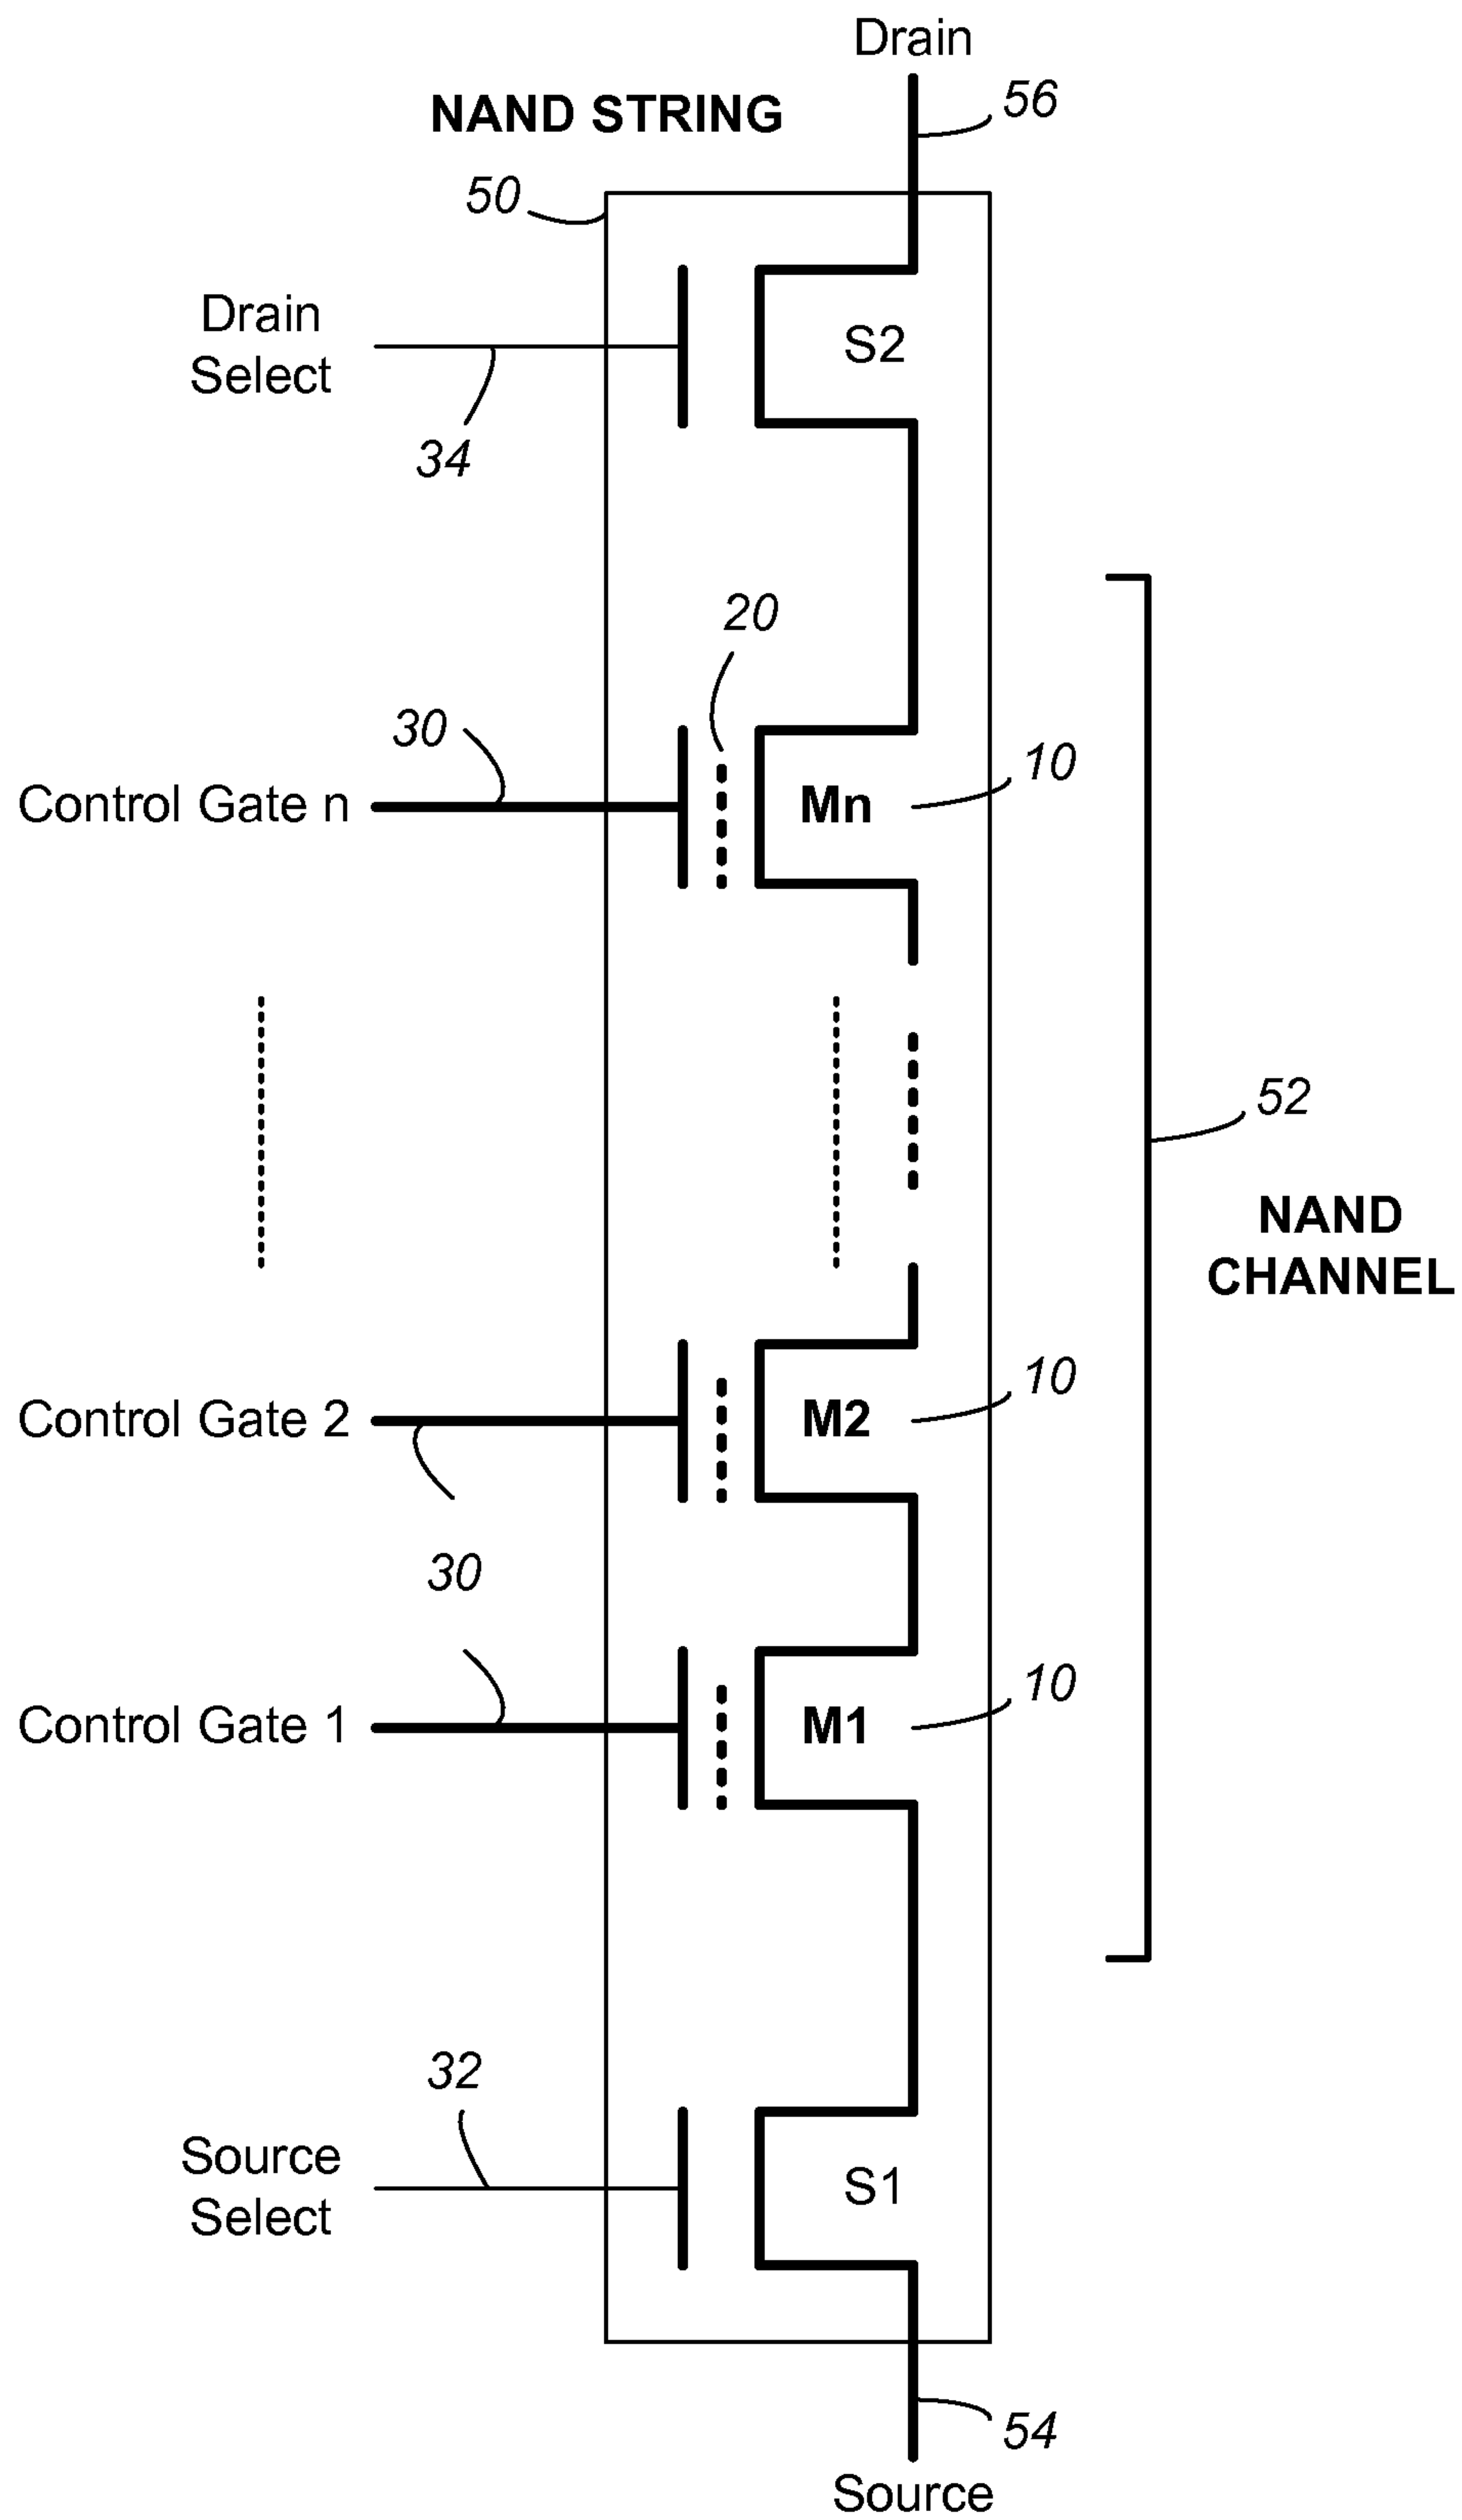 Drain
56
NAND STRING
50
Drain
Select
S2
34
20
30
10
Control Gate n
Mn
52
NAND
CHANNEL
10
Control Gate 2
M2
30
10
Control Gate 1
M1
32
Source
Select
S1
54
Source